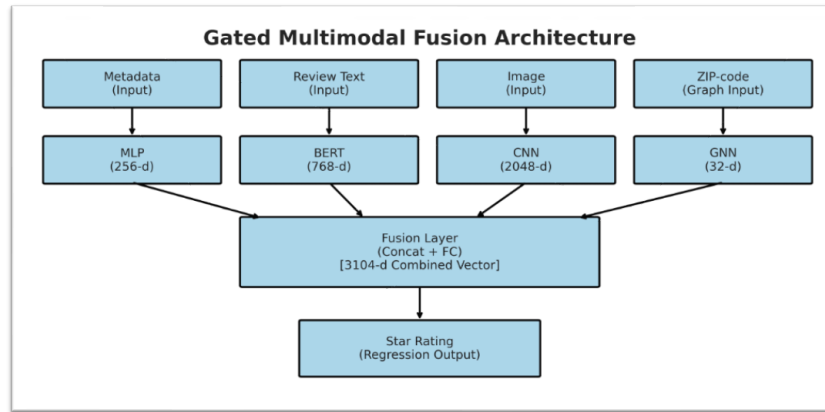 Gated Multimodal Fusion Architecture
Metadata
(Input)
Review Text
(Input)
Image
(Input)
ZIP-code
(Graph Input)
MLP
(256-d)
BERT
(768-d)
CNN
(2048-d)
GNN
(32-d)
Fusion Layer
(Concat + FC)
[3104-d Combined Vector]
Star Rating
(Regression Output)